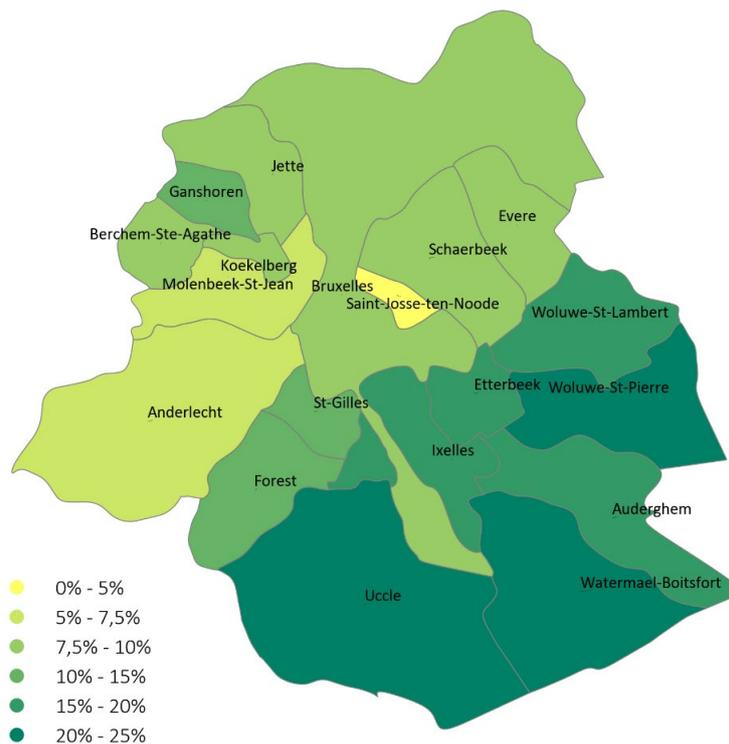 Jette
Ganshoren
Evere
Berchem-Ste-Agathe
Schaerbeek
Koekelberg
Molenbeek-St-Jean
Bruxelles
Saint-Josse-ten-Noode
Woluwe-St-Lambert
Etterbeek
Woluwe-St-Pierre
St-Gilles
Anderlecht
Ixelles
Forest
Auderghem
Watermael-Boitsfort
Uccle
0% - 5%
5% - 7,5%
7,5% - 10%
10% - 15%
15% - 20%
20% - 25%